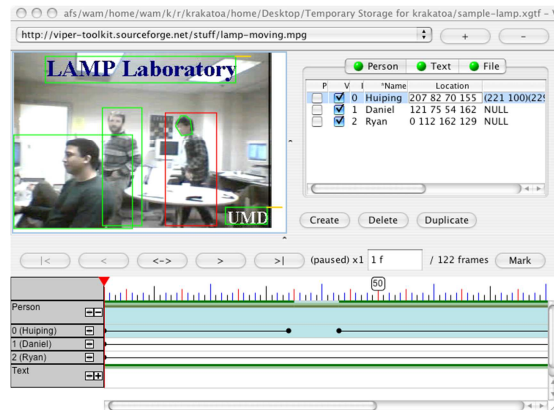 afs/wam/home/wam/k/r/krakatoa/home/Desktop/Temporary Storage for krakatoa/sample-lamp.xgtf -
http://viper-toolkit.sourceforge.net/stuff/lamp-moving.mpg
+
-
LAMP Laboratory
UMD
Person
Text
File
P V I *Name Location
0 Huiping 207 82 70 155 (221 100)(229
1 Daniel 121 75 54 162 NULL
2 Ryan 0 112 162 129 NULL
Create
Delete
Duplicate
|<
<
<->
>
>|
(paused) x1
1 f
/ 122 frames
Mark
50
Person
0 (Huiping)
1 (Daniel)
2 (Ryan)
Text